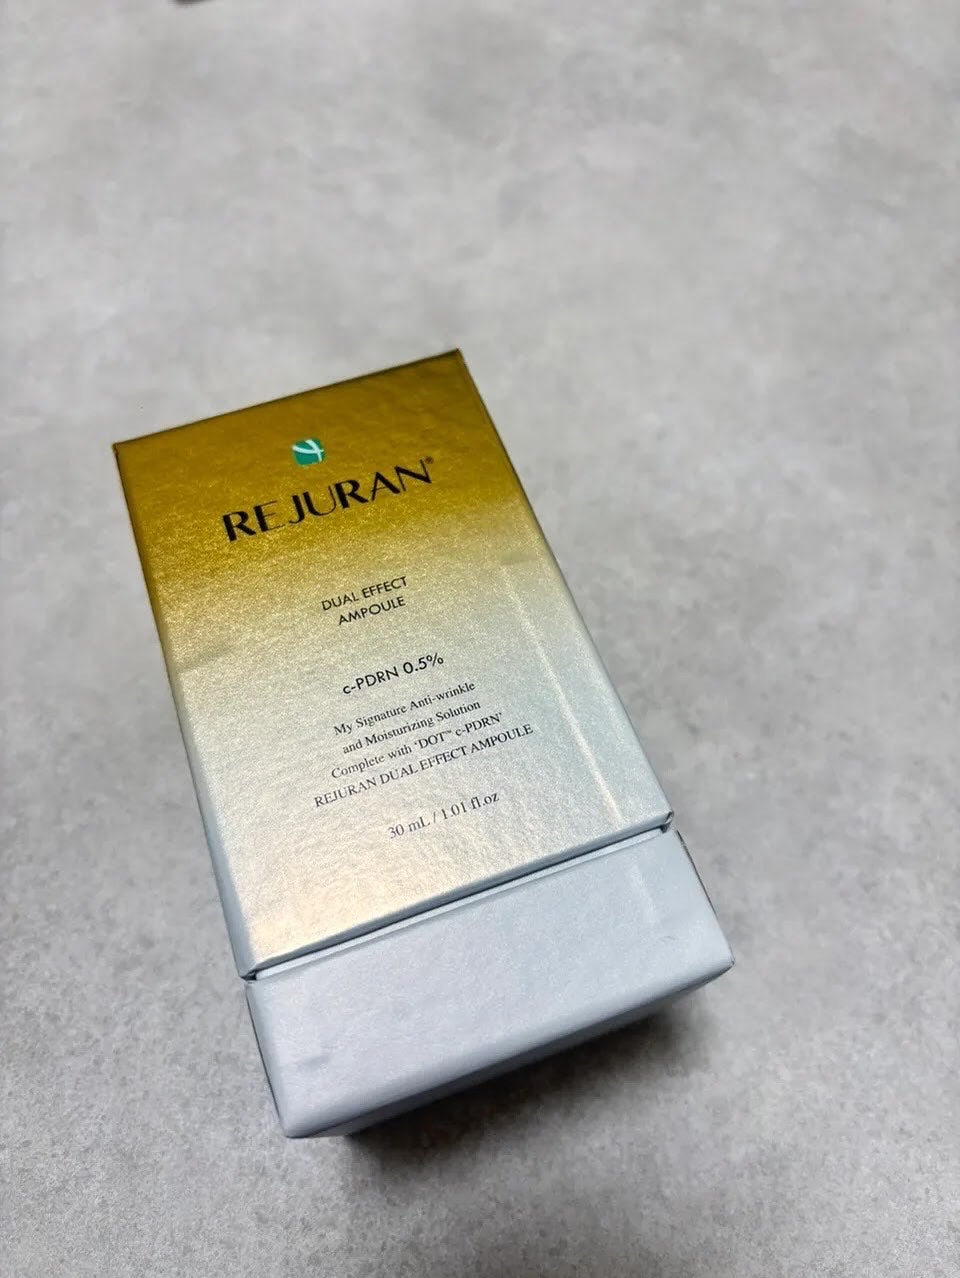 REJURAN®
DUAL EFFECT
AMPOULE
c-PDRN 0.5%
My Signature Anti-wrinkle
and Moisturizing Solution
Complete with 'DOT™ c-PDRN'
REJURAN DUAL EFFECT AMPOULE
30 mL / 1.01 fl.oz